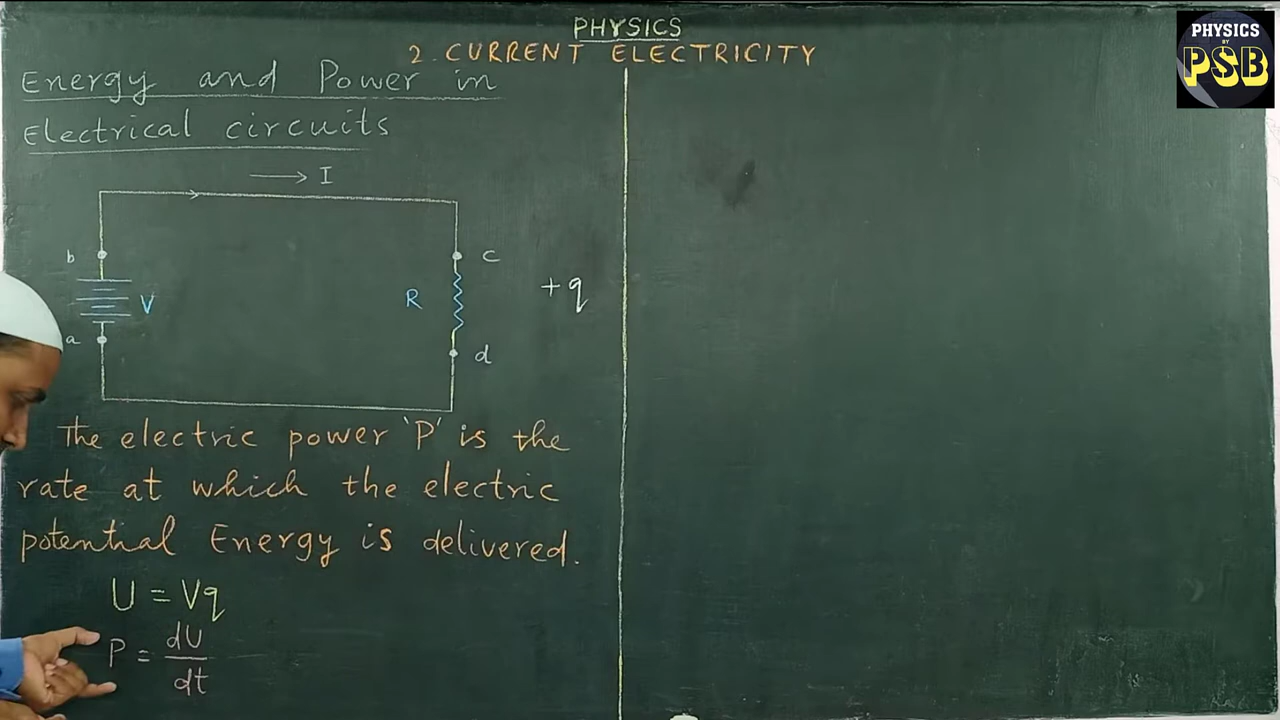 PHYSICS
2. CURRENT ELECTRICITY
PHYSICS
BY
PSB
Energy and Power in
Electrical circuits
I
b
c
V
R
+q
a
d
The electric power 'P' is the
rate at which the electric
potential Energy is delivered.
U = Vq
P = dU/dt